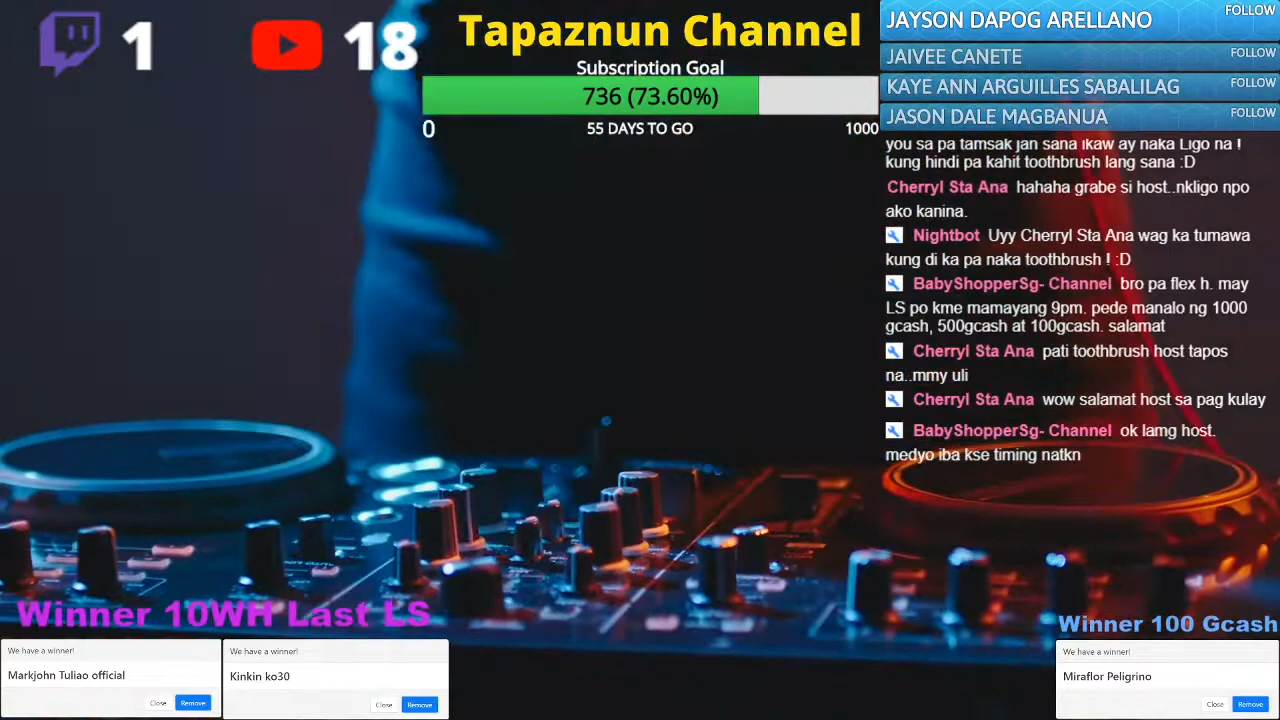 1
18
Tapaznun Channel
Subscription Goal
736 (73.60%)
0
55 DAYS TO GO
1000
JAYSON DAPOG ARELLANO
FOLLOW
JAIVEE CANETE
FOLLOW
KAYE ANN ARGUILLES SABALILAG
FOLLOW
JASON DALE MAGBANUA
FOLLOW
you sa pa tamsak jan sana ikaw ay naka Ligo na !
kung hindi pa kahit toothbrush lang sana :D
Cherryl Sta Ana hahaha grabe si host..nkligo npo
ako kanina.
Nightbot Uyy Cherryl Sta Ana wag ka tumawa
kung di ka pa naka toothbrush ! :D
BabyShopperSg- Channel bro pa flex h. may
LS po kme mamayang 9pm. pede manalo ng 1000
gcash, 500gcash at 100gcash. salamat
Cherryl Sta Ana pati toothbrush host tapos
na..mmy uli
Cherryl Sta Ana wow salamat host sa pag kulay
BabyShopperSg- Channel ok lamg host.
medyo iba kse timing natkn
Winner 10WH Last LS
We have a winner!
Markjohn Tuliao official
Close Remove
We have a winner!
Kinkin ko30
Close Remove
Winner 100 Gcash
We have a winner!
Miraflor Peligrino
Close Remove